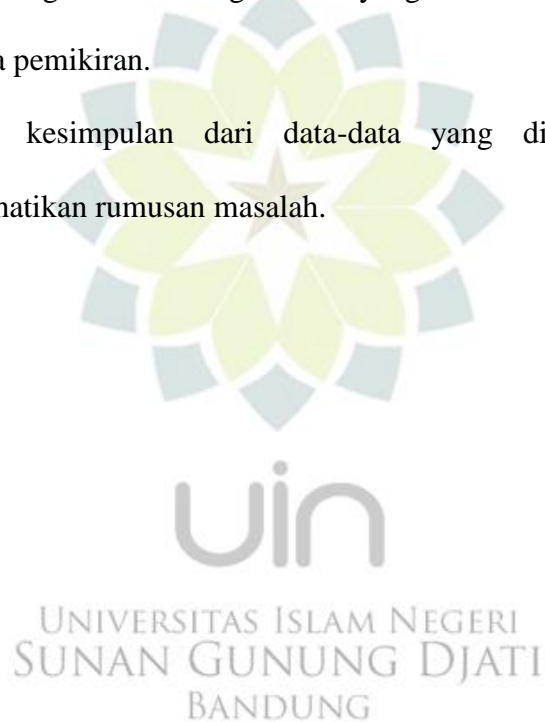 a pemikiran.
kesimpulan dari data-data yang di
natikan rumusan masalah.
uin
UNIVERSITAS ISLAM NEGERI
SUNAN GUNUNG DJATI
BANDUNG